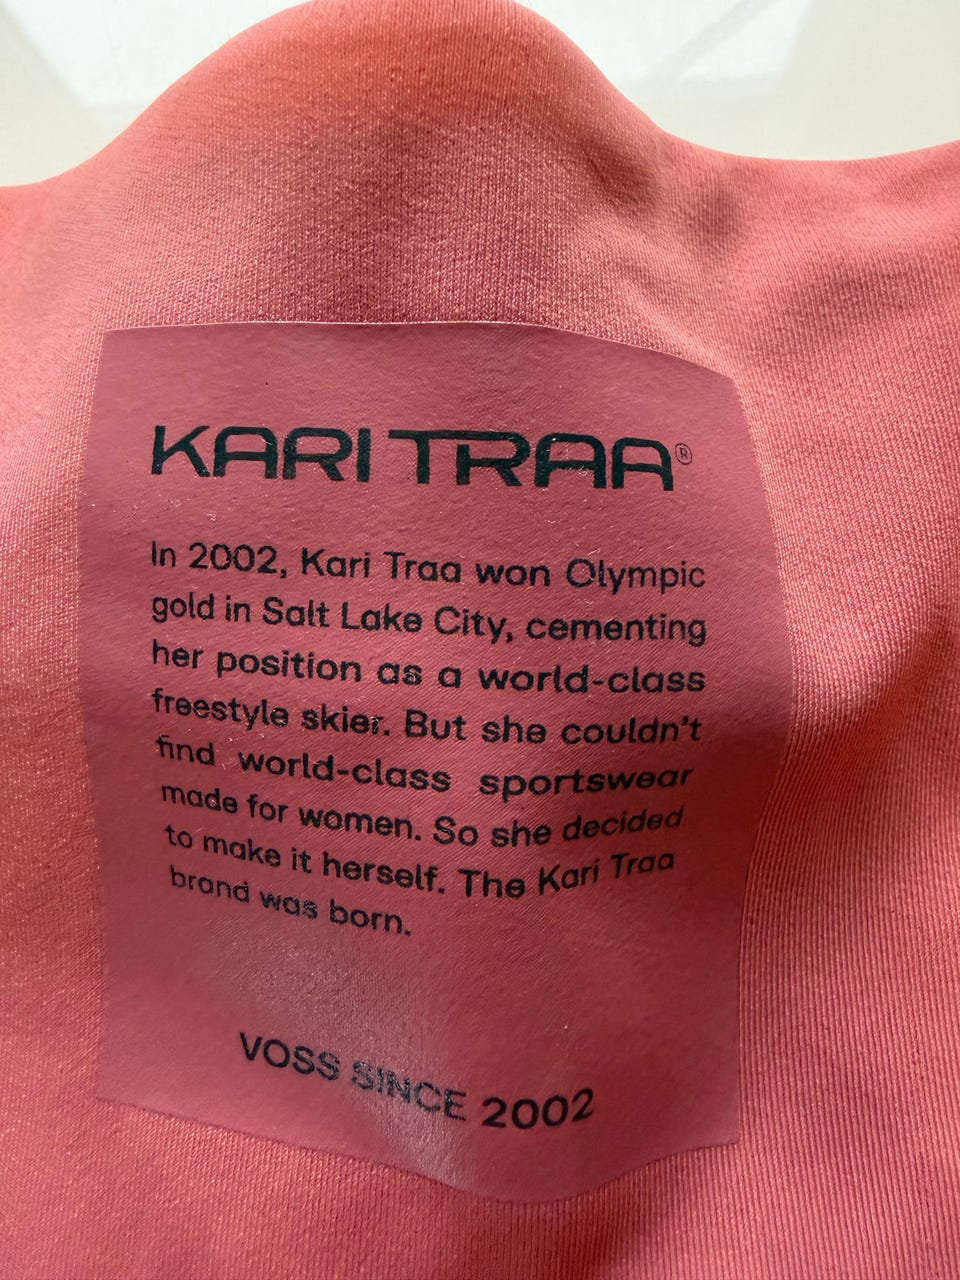 KARI TRAA®
In 2002, Kari Traa won Olympic
gold in Salt Lake City, cementing
her position as a world-class
freestyle skier. But she couldn't
find world-class sportswear
made for women. So she decided
to make it herself. The Kari Traa
brand was born.
VOSS SINCE 2002